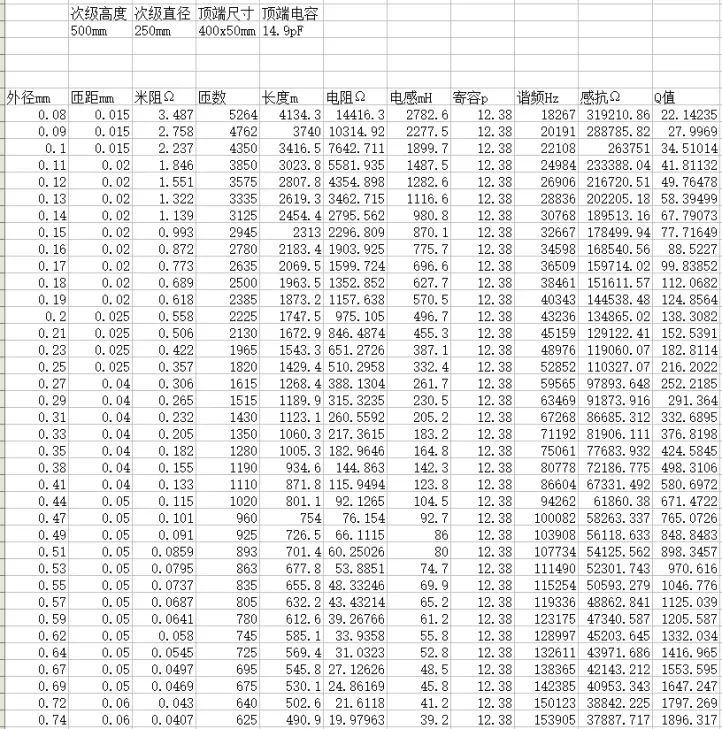 次级高度 次级直径 顶端尺寸 顶端电容
500mm 250mm 400x50mm 14.9pF
外径mm 匝距mm 米阻Ω 匝数 长度m 电阻Ω 电感mH 寄容p 谐频Hz 感抗Ω Q值
0.08 0.015 3.487 5264 4134.3 14416.3 2782.6 12.38 18267 319210.86 22.14235
0.09 0.015 2.758 4762 3740 10314.92 2277.5 12.38 20191 288785.82 27.9969
0.1 0.015 2.237 4350 3416.5 7642.711 1899.7 12.38 22108 263751 34.51014
0.11 0.02 1.846 3850 3023.8 5581.935 1487.5 12.38 24984 233388.04 41.81132
0.12 0.02 1.551 3575 2807.8 4354.898 1282.6 12.38 26906 216720.51 49.76478
0.13 0.02 1.322 3335 2619.3 3462.715 1116.6 12.38 28836 202205.18 58.39499
0.14 0.02 1.139 3125 2454.4 2795.562 980.8 12.38 30768 189513.16 67.79073
0.15 0.02 0.993 2945 2313 2296.809 870.1 12.38 32667 178499.94 77.71649
0.16 0.02 0.872 2780 2183.4 1903.925 775.7 12.38 34598 168540.56 88.5227
0.17 0.02 0.773 2635 2069.5 1599.724 696.6 12.38 36509 159714.02 99.83852
0.18 0.02 0.689 2500 1963.5 1352.852 627.7 12.38 38461 151611.57 112.0682
0.19 0.02 0.618 2385 1873.2 1157.638 570.5 12.38 40343 144538.48 124.8564
0.2 0.025 0.558 2225 1747.5 975.105 496.7 12.38 43236 134865.02 138.3082
0.21 0.025 0.506 2130 1672.9 846.4874 455.3 12.38 45159 129122.41 152.5391
0.23 0.025 0.422 1965 1543.3 651.2726 387.1 12.38 48976 119060.07 182.8114
0.25 0.025 0.357 1820 1429.4 510.2958 332.4 12.38 52852 110327.07 216.2022
0.27 0.04 0.306 1615 1268.4 388.1304 261.7 12.38 59565 97893.648 252.2185
0.29 0.04 0.265 1515 1189.9 315.3235 230.5 12.38 63469 91873.916 291.364
0.31 0.04 0.232 1430 1123.1 260.5592 205.2 12.38 67268 86685.312 332.6895
0.33 0.04 0.205 1350 1060.3 217.3615 183.2 12.38 71192 81906.111 376.8198
0.35 0.04 0.182 1280 1005.3 182.9646 164.8 12.38 75061 77683.932 424.5845
0.38 0.04 0.155 1190 934.6 144.863 142.3 12.38 80778 72186.775 498.3106
0.41 0.04 0.133 1110 871.8 115.9494 123.8 12.38 86604 67331.492 580.6972
0.44 0.05 0.115 1020 801.1 92.1265 104.5 12.38 94262 61860.38 671.4722
0.47 0.05 0.101 960 754 76.154 92.7 12.38 100082 58263.337 765.0726
0.49 0.05 0.091 925 726.5 66.1115 86 12.38 103908 56118.633 848.8483
0.51 0.05 0.0859 893 701.4 60.25026 80 12.38 107734 54125.562 898.3457
0.53 0.05 0.0795 863 677.8 53.8851 74.7 12.38 111490 52301.743 970.616
0.55 0.05 0.0737 835 655.8 48.33246 69.9 12.38 115254 50593.279 1046.776
0.57 0.05 0.0687 805 632.2 43.43214 65.2 12.38 119336 48862.841 1125.039
0.59 0.05 0.0641 780 612.6 39.26766 61.2 12.38 123175 47340.587 1205.587
0.62 0.05 0.058 745 585.1 33.9358 55.8 12.38 128997 45203.645 1332.034
0.64 0.05 0.0545 725 569.4 31.0323 52.8 12.38 132611 43971.686 1416.965
0.67 0.05 0.0497 695 545.8 27.12626 48.5 12.38 138365 42143.212 1553.595
0.69 0.05 0.0469 675 530.1 24.86169 45.8 12.38 142385 40953.343 1647.247
0.72 0.06 0.043 640 502.6 21.6118 41.2 12.38 150123 38842.225 1797.269
0.74 0.06 0.0407 625 490.9 19.97963 39.2 12.38 153905 37887.717 1896.317